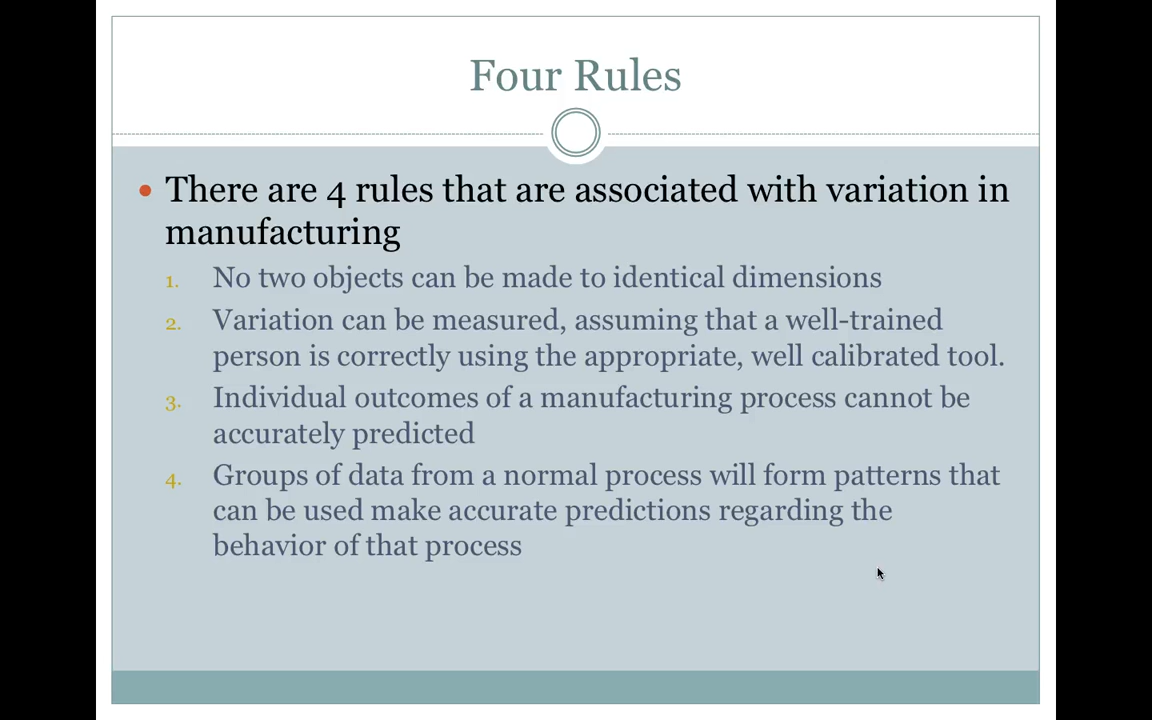 Four Rules
• There are 4 rules that are associated with variation in
manufacturing
1. No two objects can be made to identical dimensions
2. Variation can be measured, assuming that a well-trained
person is correctly using the appropriate, well calibrated tool.
3. Individual outcomes of a manufacturing process cannot be
accurately predicted
4. Groups of data from a normal process will form patterns that
can be used make accurate predictions regarding the
behavior of that process